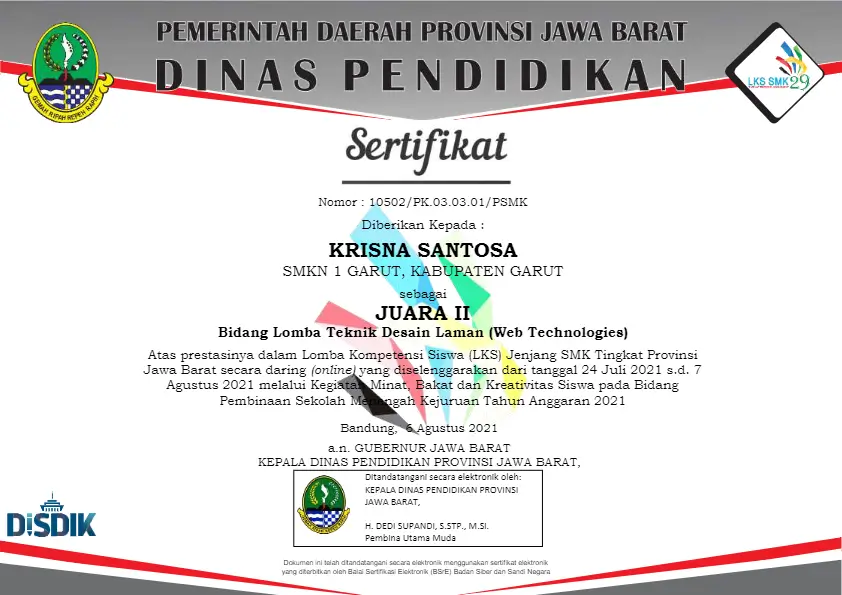 PEMERINTAH DAERAH PROVINSI JAWA BARAT
DINAS PENDIDIKAN
GEMAH RIPAH REPEH RAPIH
LKS SMK 29
Sertifikat
Nomor : 10502/PK.03.03.01/PSMK
Diberikan Kepada :
KRISNA SANTOSA
SMKN 1 GARUT, KABUPATEN GARUT
sebagai
JUARA II
Bidang Lomba Teknik Desain Laman (Web Technologies)
Atas prestasinya dalam Lomba Kompetensi Siswa (LKS) Jenjang SMK Tingkat Provinsi
Jawa Barat secara daring (online) yang diselenggarakan dari tanggal 24 Juli 2021 s.d. 7
Agustus 2021 melalui Kegiatan Minat, Bakat dan Kreativitas Siswa pada Bidang
Pembinaan Sekolah Menengah Kejuruan Tahun Anggaran 2021
Bandung, 6 Agustus 2021
a.n. GUBERNUR JAWA BARAT
KEPALA DINAS PENDIDIKAN PROVINSI JAWA BARAT,
Ditandatangani secara elektronik oleh:
KEPALA DINAS PENDIDIKAN PROVINSI
JAWA BARAT,
H. DEDI SUPANDI, S.STP., M.SI.
Pembina Utama Muda
DISDIK
Dokumen ini telah ditandatangani secara elektronik menggunakan sertifikat elektronik
yang diterbitkan oleh Balai Sertifikasi Elektronik (BSrE) Badan Siber dan Sandi Negara